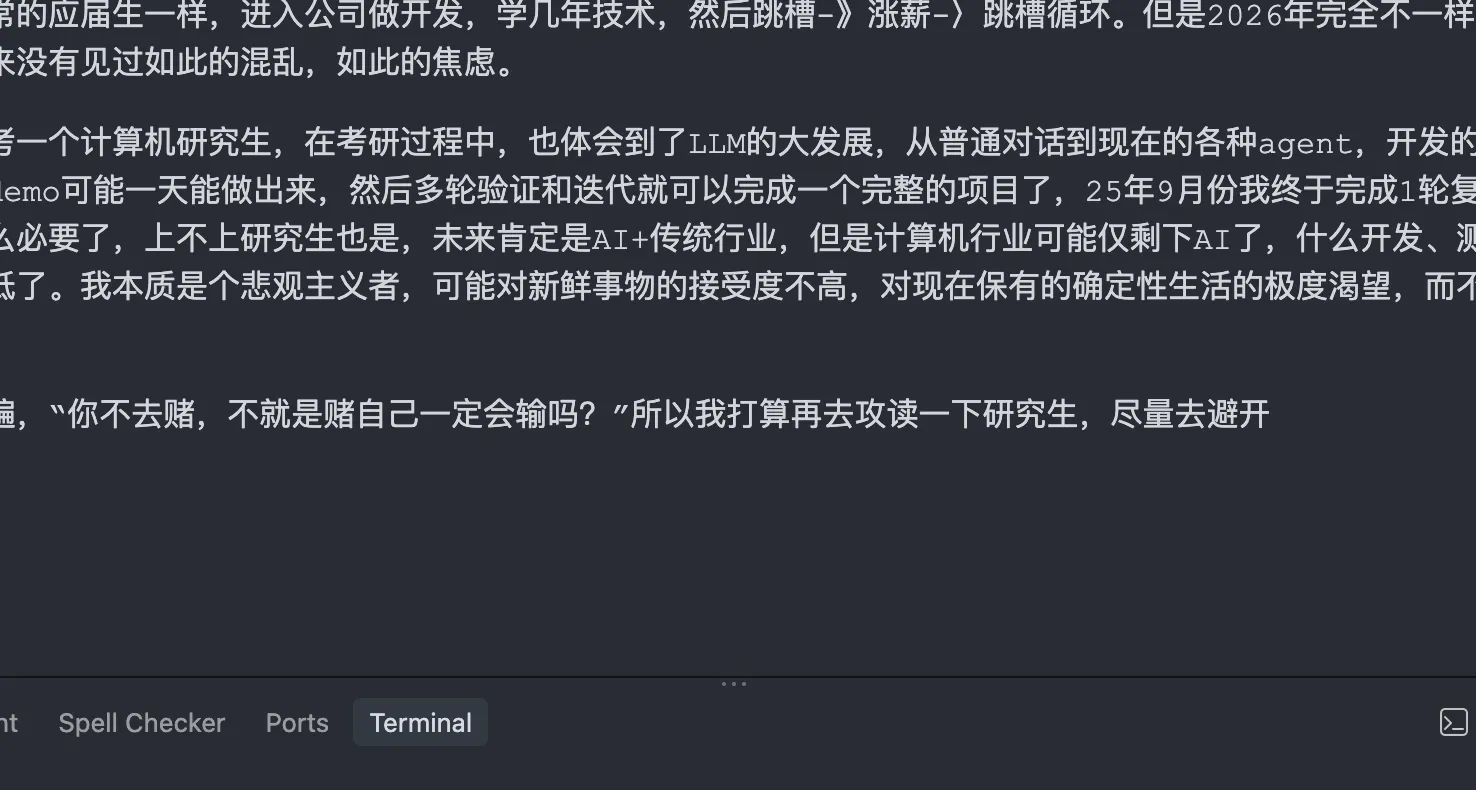 常的应届生一样，进入公司做开发，学几年技术，然后跳槽-》涨薪-〉跳槽循环。但是2026年完全不一样
来没有见过如此的混乱，如此的焦虑。
考一个计算机研究生，在考研过程中，也体会到了LLM的大发展，从普通对话到现在的各种agent，开发的
demo可能一天能做出来，然后多轮验证和迭代就可以完成一个完整的项目了，25年9月份我终于完成1轮复
么必要了，上不上研究生也是，未来肯定是AI+传统行业，但是计算机行业可能仅剩下AI了，什么开发、测
低了。我本质是个悲观主义者，可能对新鲜事物的接受度不高，对现在保有的确定性生活的极度渴望，而不
骗，“你不去赌，不就是赌自己一定会输吗？”所以我打算再去攻读一下研究生，尽量去避开
nt Spell Checker Ports Terminal